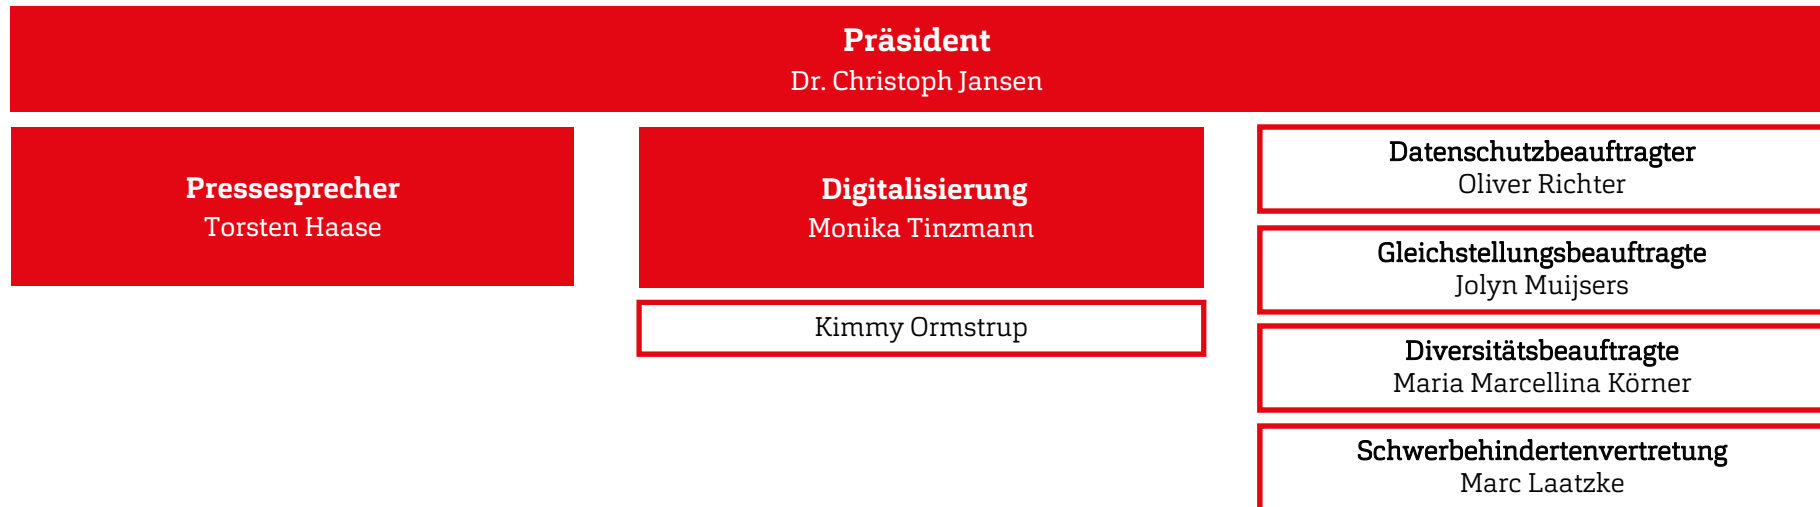 Präsident
Dr. Christoph Jansen
Pressesprecher
Torsten Haase
Digitalisierung
Monika Tinzmann
Kimmy Ormstrup
Datenschutzbeauftragter
Oliver Richter
Gleichstellungsbeauftragte
Jolyn Muijsers
Diversitätsbeauftragte
Maria Marcellina Körner
Schwerbehindertenvertretung
Marc Laatzke